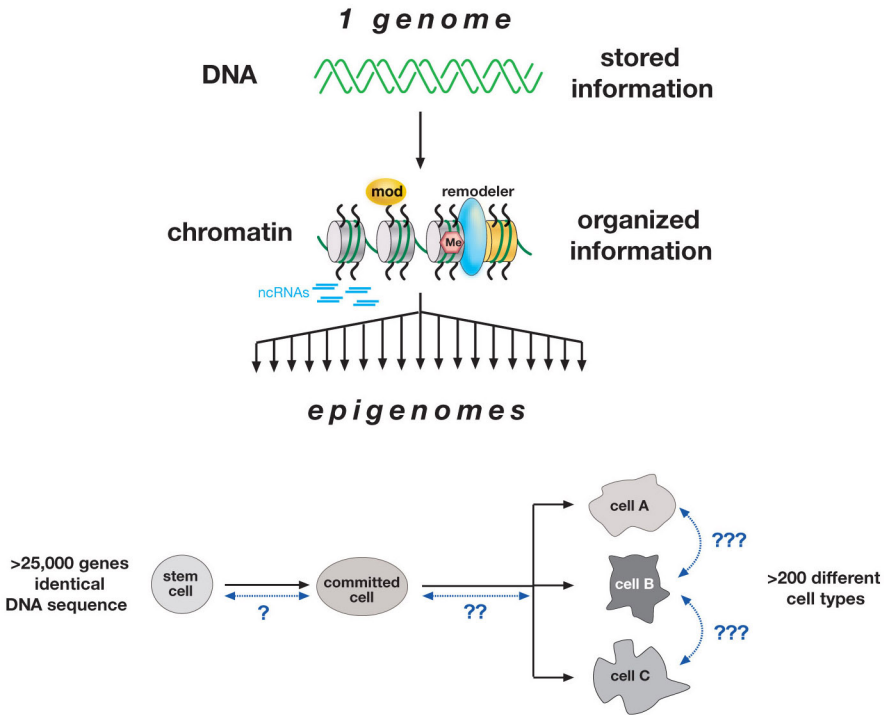 1 genome
DNA
stored
information
mod
remodeler
chromatin
Me
organized
information
ncRNAs
epigenomes
>25,000 genes
identical
DNA sequence
stem
cell
?
committed
cell
??
cell A
???
cell B
>200 different
cell types
???
cell C